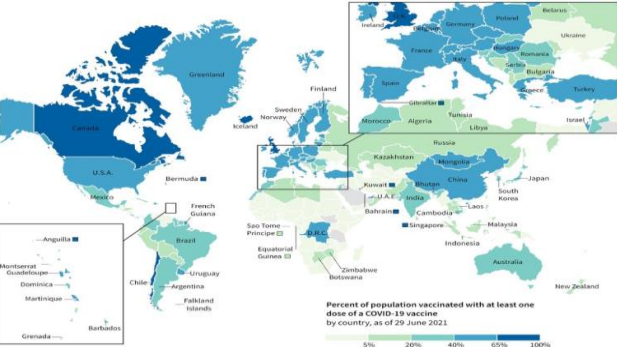 Ireland
U.K.
Belgium
Germany
Poland
Belarus
Ukraine
France
Hungary
Romania
Italy
Serbia
Bulgaria
Spain
Greece
Turkey
Gibraltar
Morocco
Algeria
Tunisia
Libya
Israel
Greenland
Finland
Sweden
Norway
Iceland
Canada
U.S.A.
Bermuda
Mexico
Russia
Kazakhstan
Mongolia
China
Bhutan
Japan
South
Korea
Kuwait
U.A.E
India
Laos
Bahrain
Cambodia
Singapore
Malaysia
Indonesia
French
Guiana
Brazil
Sao Tome
Principe
D.R.C.
Equatorial
Guinea
Zimbabwe
Botswana
Anguilla
Montserrat
Guadeloupe
Dominica
Martinique
Barbados
Grenada
Chile
Uruguay
Argentina
Falkland
Islands
Australia
New Zealand
Percent of population vaccinated with at least one
dose of a COVID-19 vaccine
by country, as of 29 June 2021
5% 20% 40% 65% 100%